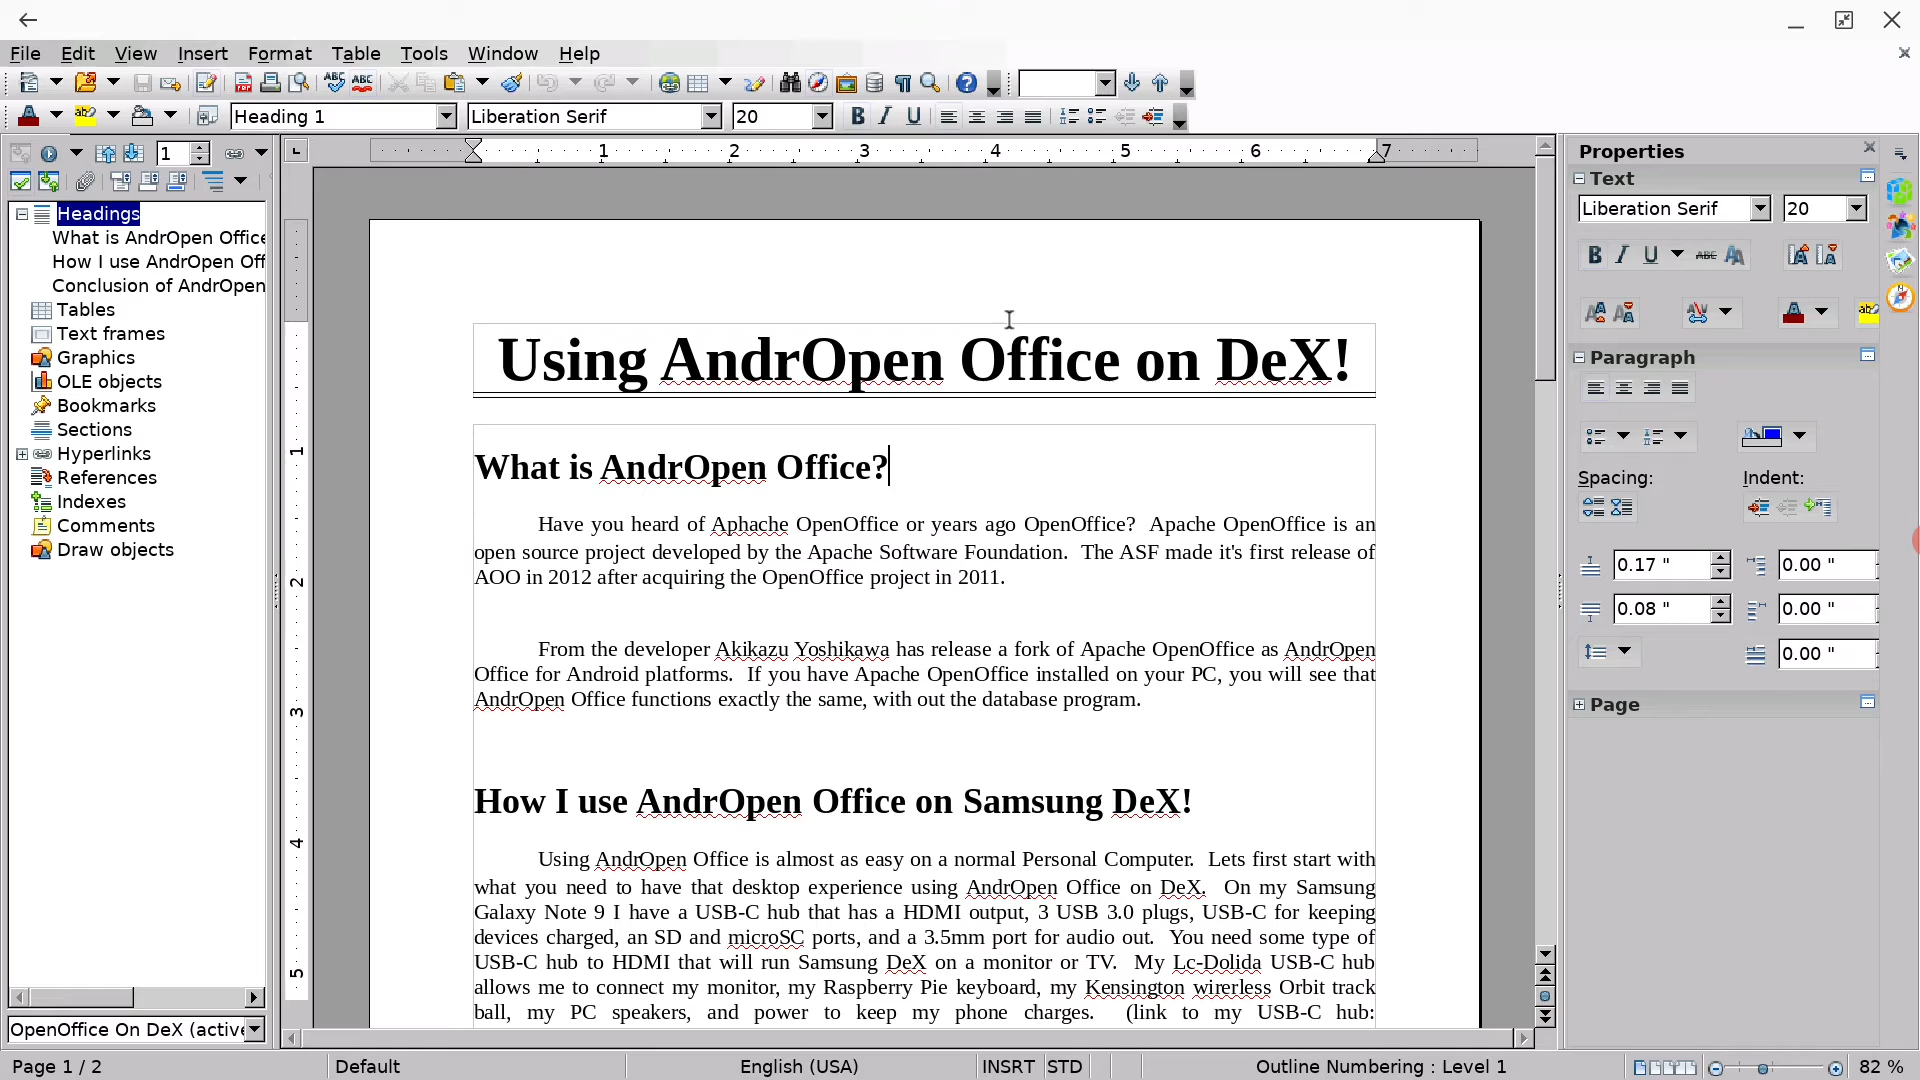 File Edit View Insert Format Table Tools Window Help
Heading 1 Liberation Serif 20
1
1 2 3 4 5 6 7
Headings
What is AndrOpen Office
How I use AndrOpen Off
Conclusion of AndrOpen
Tables
Text frames
Graphics
OLE objects
Bookmarks
Sections
Hyperlinks
References
Indexes
Comments
Draw objects
OpenOffice On DeX (active
1
2
3
4
5
Using AndrOpen Office on DeX!
What is AndrOpen Office?
Have you heard of Aphache OpenOffice or years ago OpenOffice? Apache OpenOffice is an
open source project developed by the Apache Software Foundation. The ASF made it's first release of
AOO in 2012 after acquiring the OpenOffice project in 2011.
From the developer Akikazu Yoshikawa has release a fork of Apache OpenOffice as AndrOpen
Office for Android platforms. If you have Apache OpenOffice installed on your PC, you will see that
AndrOpen Office functions exactly the same, with out the database program.
How I use AndrOpen Office on Samsung DeX!
Using AndrOpen Office is almost as easy on a normal Personal Computer. Lets first start with
what you need to have that desktop experience using AndrOpen Office on DeX. On my Samsung
Galaxy Note 9 I have a USB-C hub that has a HDMI output, 3 USB 3.0 plugs, USB-C for keeping
devices charged, an SD and microSC ports, and a 3.5mm port for audio out. You need some type of
USB-C hub to HDMI that will run Samsung DeX on a monitor or TV. My Lc-Dolida USB-C hub
allows me to connect my monitor, my Raspberry Pie keyboard, my Kensington wirerless Orbit track
ball, my PC speakers, and power to keep my phone charges. (link to my USB-C hub:
Properties
Text
Liberation Serif 20
B I U ABC
Paragraph
Spacing: Indent:
0.17 " 0.00 "
0.08 " 0.00 "
0.00 "
Page
Page 1 / 2 Default English (USA) INSRT STD Outline Numbering : Level 1 82 %